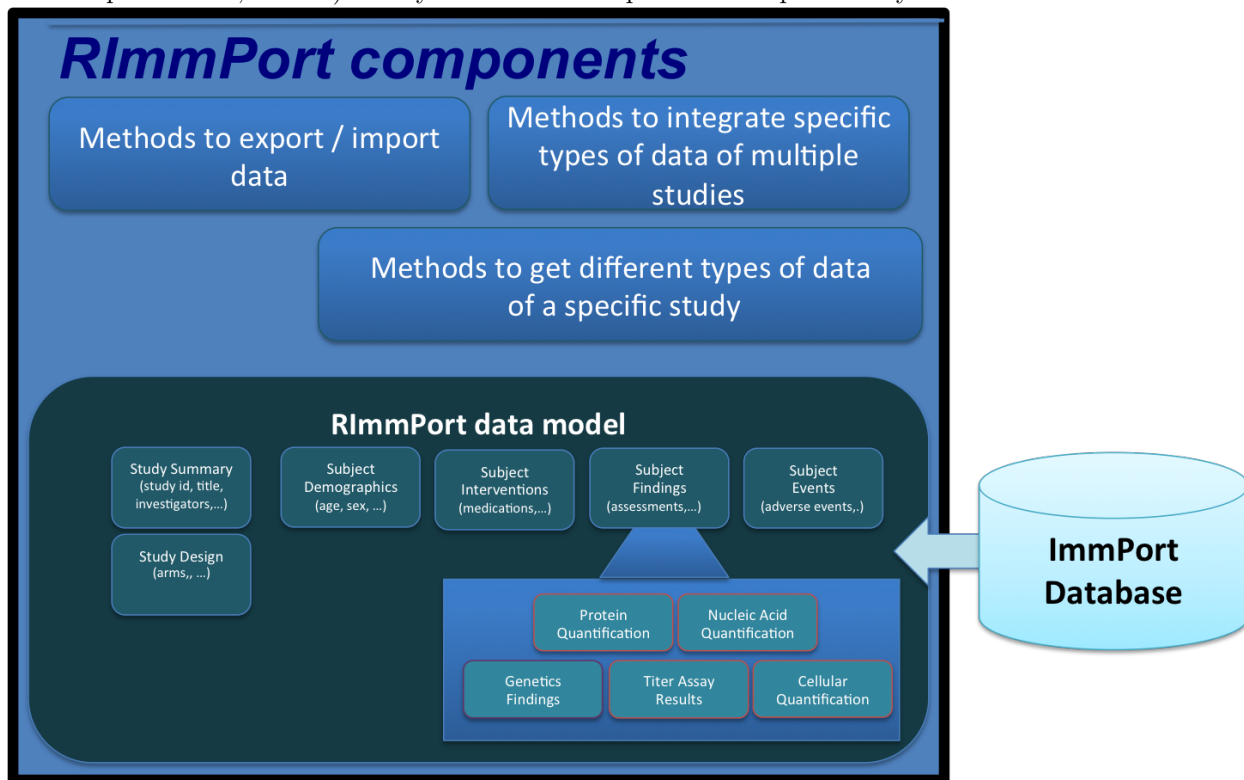 RImmPort components
Methods to export / import
data
Methods to integrate specific
types of data of multiple
studies
Methods to get different types of data
of a specific study
RImmPort data model
Study Summary
(study id, title,
investigators,...)
Subject
Demographics
(age, sex, ...)
Subject
Interventions
(medications,...)
Subject
Findings
(assessments,...)
Subject
Events
(adverse events,.)
Study Design
(arms,, ...)
Protein
Quantification
Nucleic Acid
Quantification
Genetics
Findings
Titer Assay
Results
Cellular
Quantification
ImmPort
Database